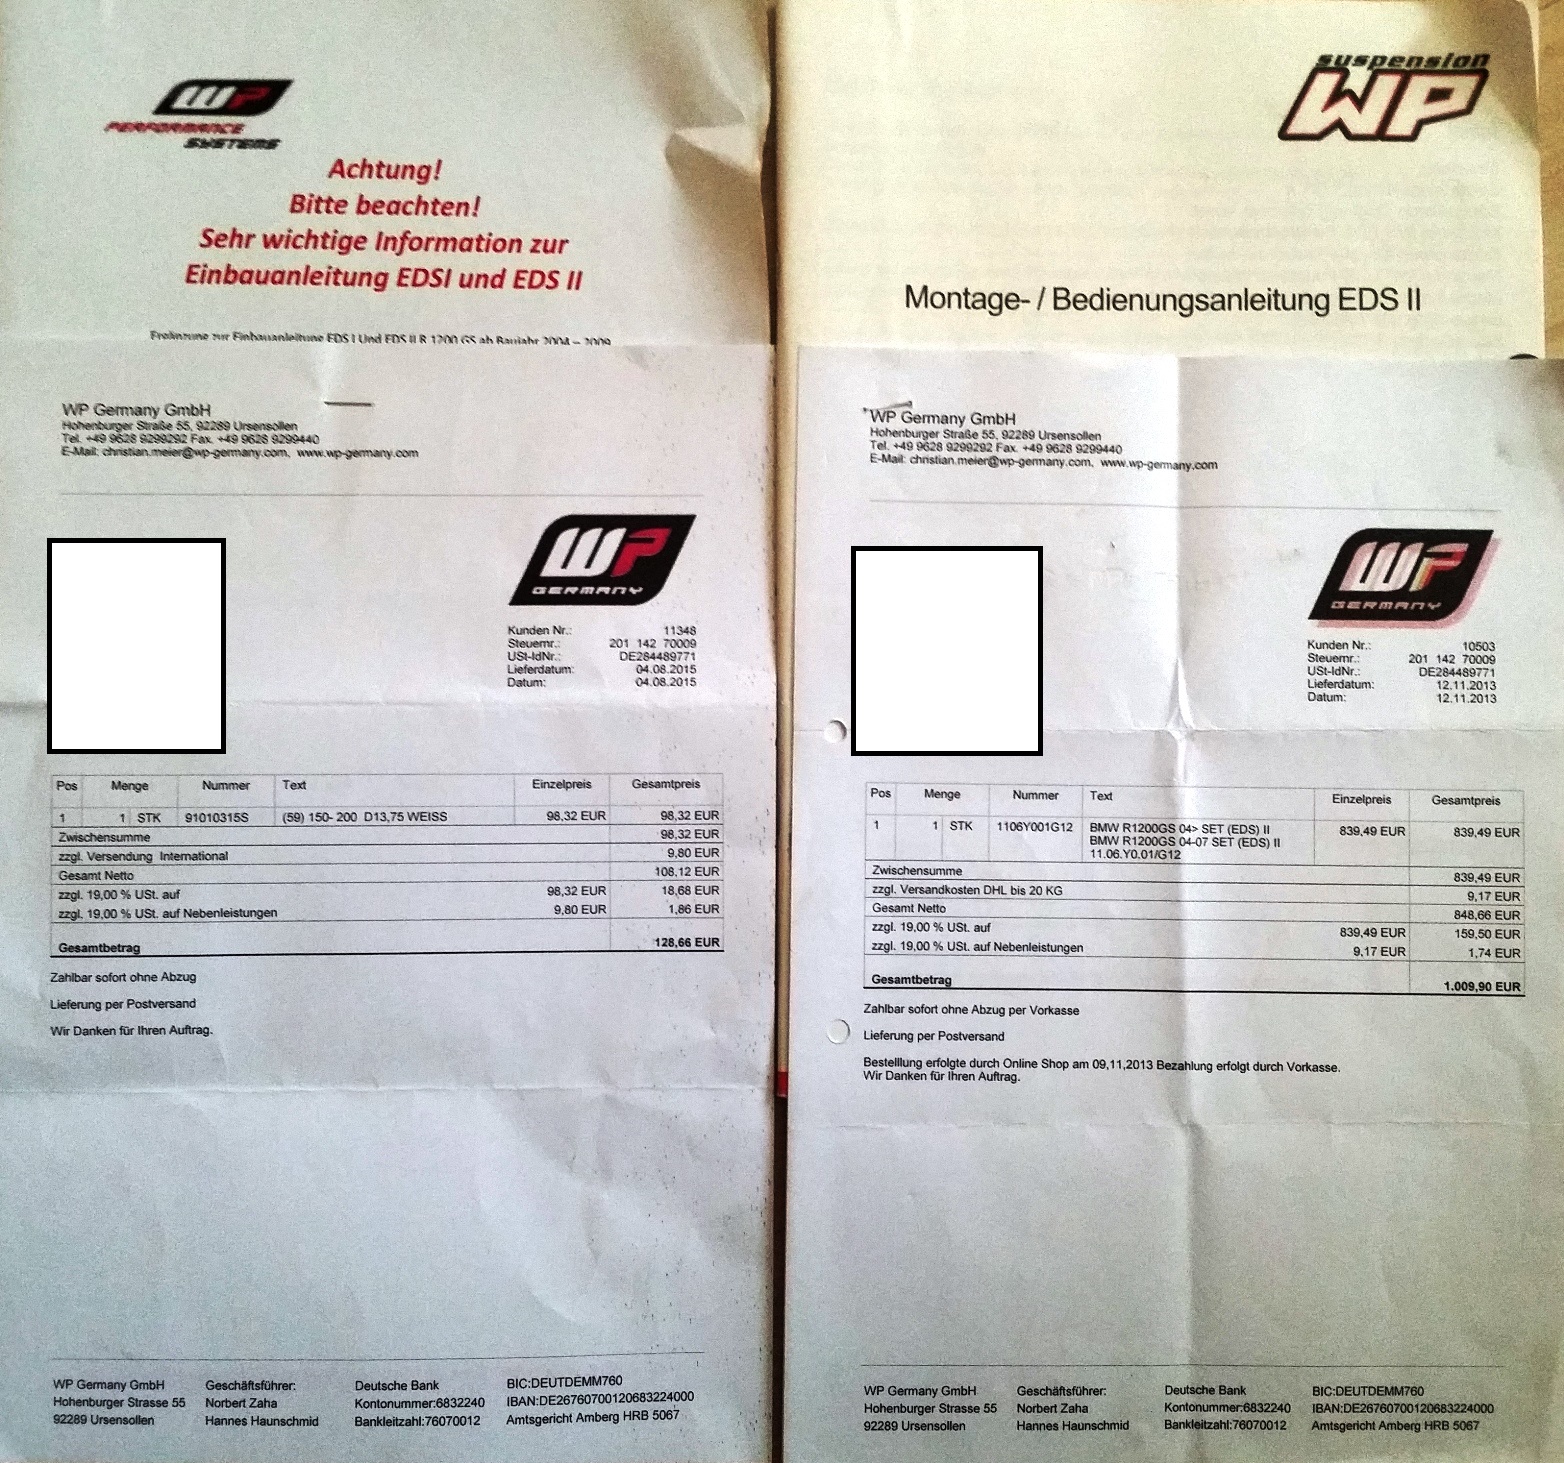 WP
PERFORMANCE
SYSTEMS
Achtung!
Bitte beachten!
Sehr wichtige Information zur
Einbauanleitung EDSI und EDS II
Ergänzung zur Einbauanleitung EDS I Und EDS II R 1200 GS ab Baujahr 2004 – 2009
WP Germany GmbH
Hohenburger Straße 55, 92289 Ursensollen
Tel. +49 9628 9299292 Fax. +49 9628 9299440
E-Mail: christian.meier@wp-germany.com, www.wp-germany.com
WP
GERMANY
Kunden Nr.: 11348
Steuernr.: 201 142 70009
USt-IdNr.: DE284489771
Lieferdatum: 04.08.2015
Datum: 04.08.2015
Pos Menge Nummer Text Einzelpreis Gesamtpreis
1 1 STK 91010315S (59) 150- 200 D13,75 WEISS 98,32 EUR 98,32 EUR
Zwischensumme 98,32 EUR
zzgl. Versendung International 9,80 EUR
Gesamt Netto 108,12 EUR
zzgl. 19,00 % USt. auf 98,32 EUR 18,68 EUR
zzgl. 19,00 % USt. auf Nebenleistungen 9,80 EUR 1,86 EUR
Gesamtbetrag 128,66 EUR
Zahlbar sofort ohne Abzug
Lieferung per Postversand
Wir Danken für Ihren Auftrag.
WP Germany GmbH Geschäftsführer: Deutsche Bank BIC:DEUTDEMM760
Hohenburger Strasse 55 Norbert Zaha Kontonummer:6832240 IBAN:DE26760700120683224000
92289 Ursensollen Hannes Haunschmid Bankleitzahl:76070012 Amtsgericht Amberg HRB 5067
suspension
WP
Montage- / Bedienungsanleitung EDS II
WP Germany GmbH
Hohenburger Straße 55, 92289 Ursensollen
Tel. +49 9628 9299292 Fax. +49 9628 9299440
E-Mail: christian.meier@wp-germany.com, www.wp-germany.com
WP
GERMANY
Kunden Nr.: 10503
Steuernr.: 201 142 70009
USt-IdNr.: DE284489771
Lieferdatum: 12.11.2013
Datum: 12.11.2013
Pos Menge Nummer Text Einzelpreis Gesamtpreis
1 1 STK 1106Y001G12 BMW R1200GS 04> SET (EDS) II 839,49 EUR 839,49 EUR
BMW R1200GS 04-07 SET (EDS) II
11.06.Y0.01/G12
Zwischensumme 839,49 EUR
zzgl. Versandkosten DHL bis 20 KG 9,17 EUR
Gesamt Netto 848,66 EUR
zzgl. 19,00 % USt. auf 839,49 EUR 159,50 EUR
zzgl. 19,00 % USt. auf Nebenleistungen 9,17 EUR 1,74 EUR
Gesamtbetrag 1.009,90 EUR
Zahlbar sofort ohne Abzug per Vorkasse
Lieferung per Postversand
Bestelllung erfolgte durch Online Shop am 09,11,2013 Bezahlung erfolgt durch Vorkasse.
Wir Danken für Ihren Auftrag.
WP Germany GmbH Geschäftsführer: Deutsche Bank BIC:DEUTDEMM760
Hohenburger Strasse 55 Norbert Zaha Kontonummer:6832240 IBAN:DE26760700120683224000
92289 Ursensollen Hannes Haunschmid Bankleitzahl:76070012 Amtsgericht Amberg HRB 5067